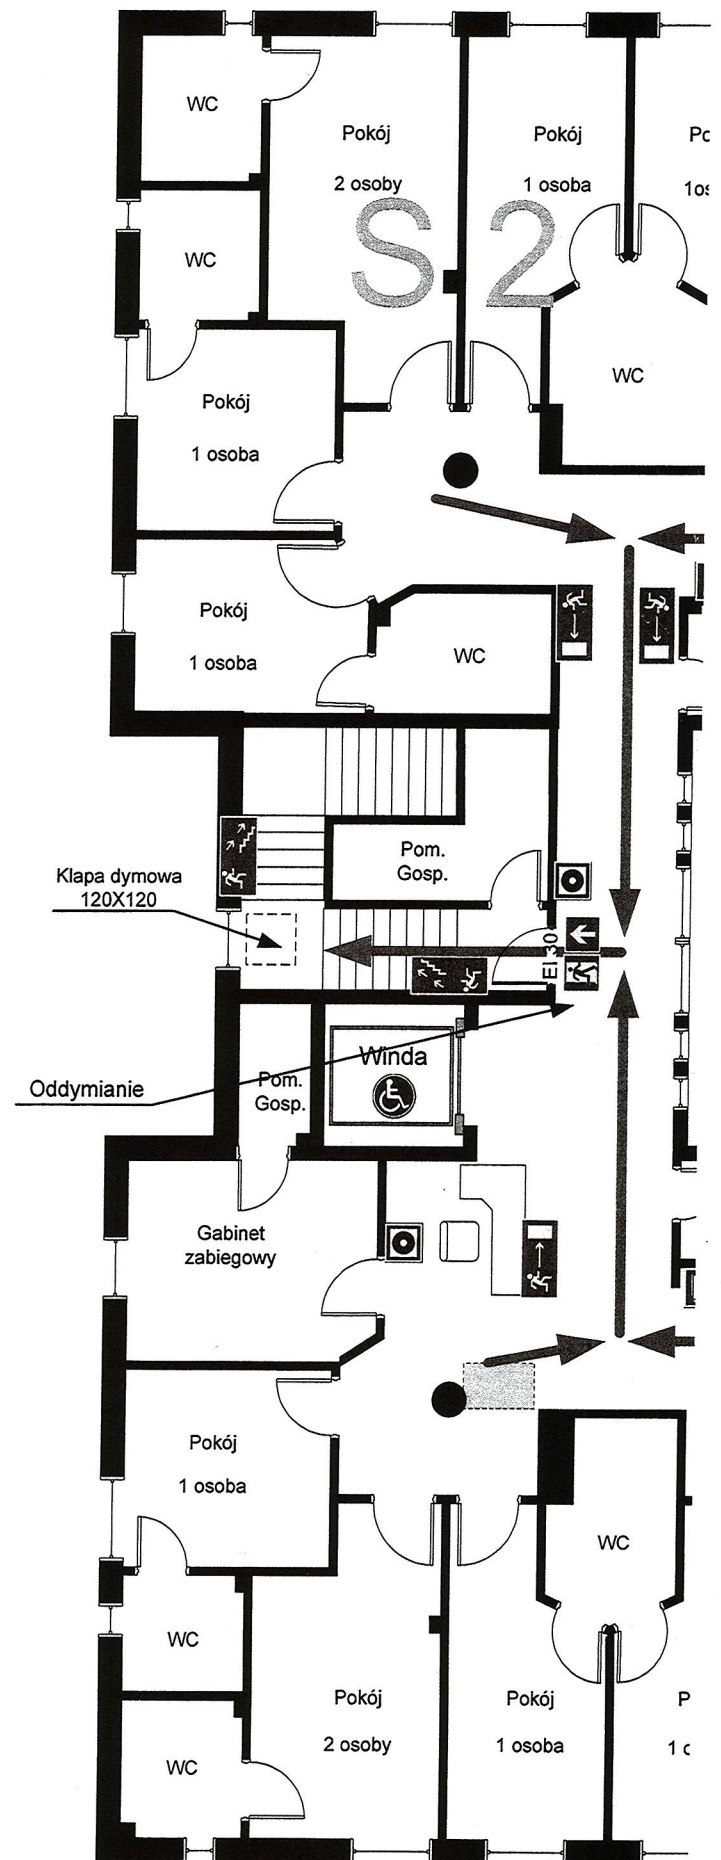 WC
Pokój
2 osoby
Pokój
1 osoba
WC
S 2
WC
Pokój
1 osoba
Pokój
1 osoba
WC
Klapa dymowa
120X120
Pom.
Gosp.
EI 30
Oddymianie
Winda
Pom.
Gosp.
Gabinet
zabiegowy
Pokój
1 osoba
WC
WC
Pokój
2 osoby
Pokój
1 osoba
WC